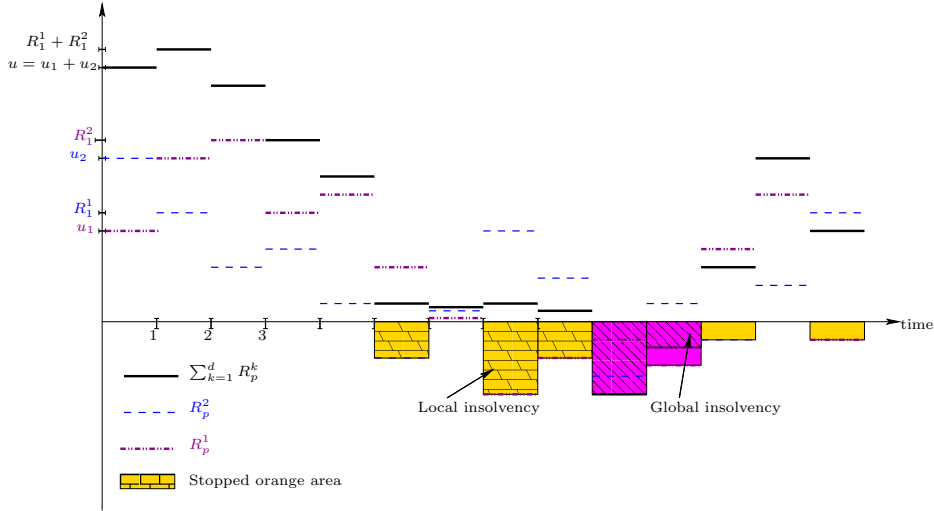 $R_1^1 + R_1^2$
$u = u_1 + u_2$
$R_1^2$
$u_2$
$R_1^1$
$u_1$
1 2 3
time
$\sum_{k=1}^{d} R_p^k$
Local insolvency Global insolvency
$R_p^2$
$R_p^1$
Stopped orange area